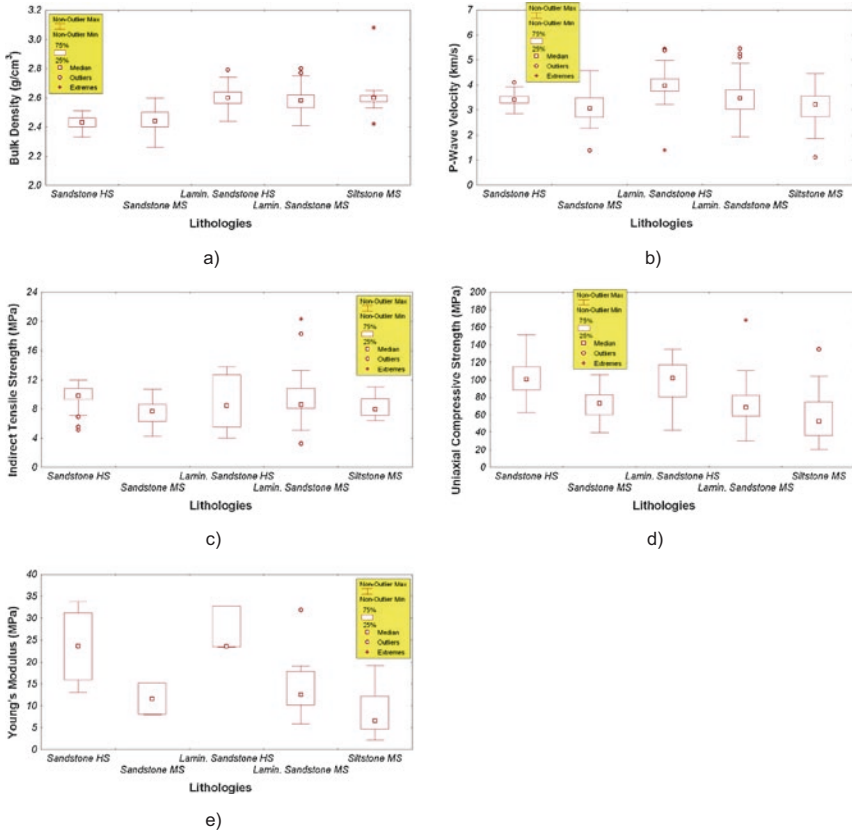 3.2
3.0
2.8
2.6
2.4
2.2
2.0
Bulk Density (g/cm³)
Non-Outlier Max
Non-Outlier Min
75%
25%
Median
Outliers
Extremes
Sandstone HS
Sandstone MS
Lamin. Sandstone HS
Lamin. Sandstone MS
Siltstone MS
Lithologies
a)
7
6
5
4
3
2
1
0
P-Wave Velocity (km/s)
Non-Outlier Max
Non-Outlier Min
75%
25%
Median
Outliers
Extremes
Sandstone HS
Sandstone MS
Lamin. Sandstone HS
Lamin. Sandstone MS
Siltstone MS
Lithologies
b)
24
20
16
12
8
4
0
Indirect Tensile Strength (MPa)
Non-Outlier Max
Non-Outlier Min
75%
25%
Median
Outliers
Extremes
Sandstone HS
Sandstone MS
Lamin. Sandstone HS
Lamin. Sandstone MS
Siltstone MS
Lithologies
c)
200
180
160
140
120
100
80
60
40
20
0
Uniaxial Compressive Strength (MPa)
Non-Outlier Max
Non-Outlier Min
75%
25%
Median
Outliers
Extremes
Sandstone HS
Sandstone MS
Lamin. Sandstone HS
Lamin. Sandstone MS
Siltstone MS
Lithologies
d)
40
35
30
25
20
15
10
5
0
Young's Modulus (MPa)
Non-Outlier Max
Non-Outlier Min
75%
25%
Median
Outliers
Extremes
Sandstone HS
Sandstone MS
Lamin. Sandstone HS
Lamin. Sandstone MS
Siltstone MS
Lithologies
e)